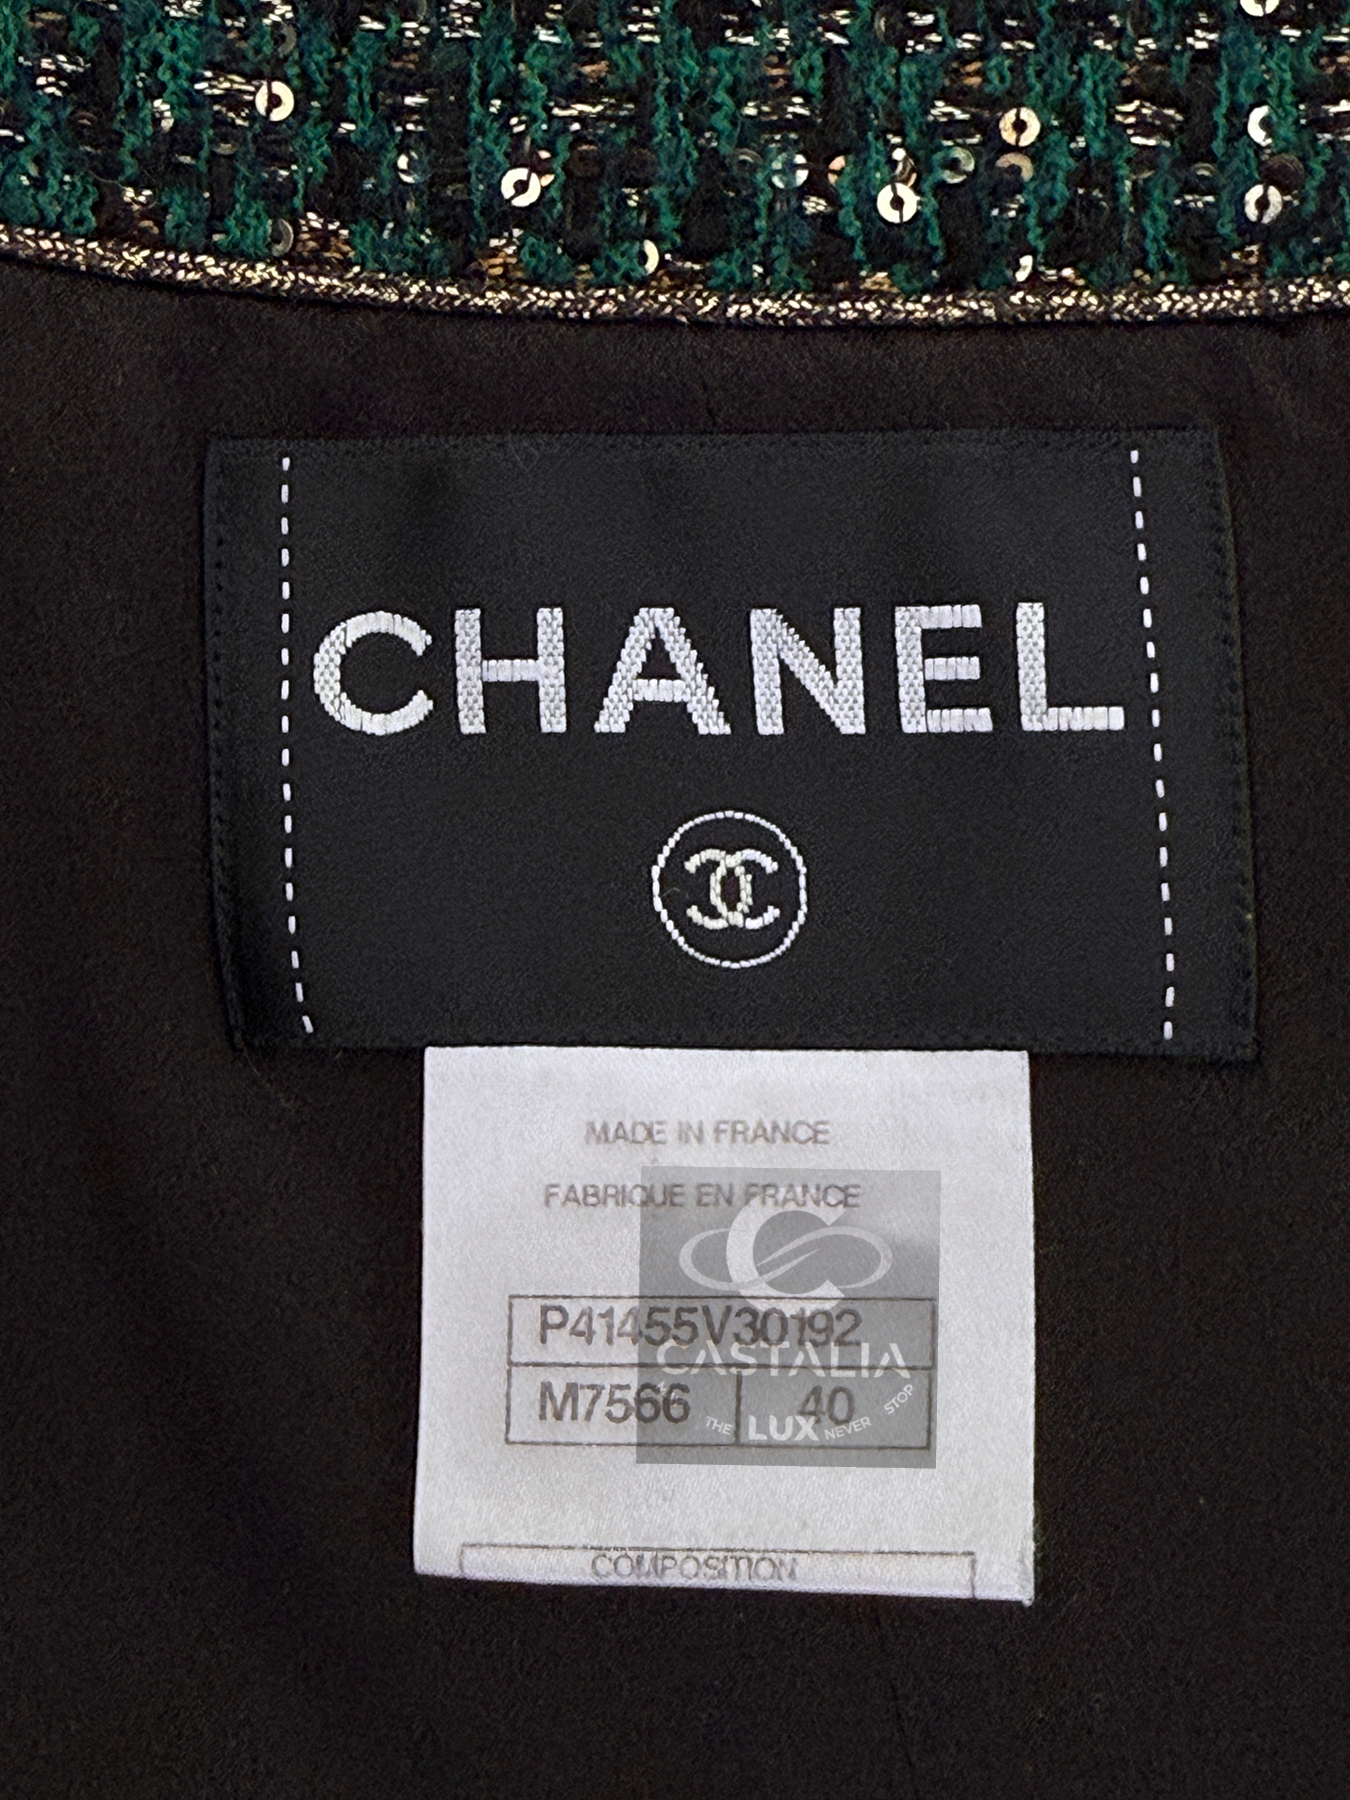 CHANEL
MADE IN FRANCE
FABRIQUE EN FRANCE
P41455V30192
CASTALIA
M7566 40
THE LUX NEVER STOP
COMPOSITION